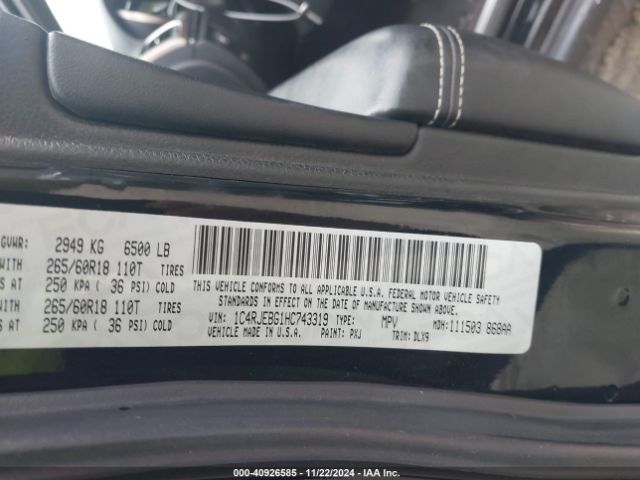 GVWR: 2949 KG 6500 LB
WITH 265/60R18 110T TIRES
S AT 250 KPA ( 36 PSI) COLD
WITH 265/60R18 110T TIRES
S AT 250 KPA ( 36 PSI) COLD
THIS VEHICLE CONFORMS TO ALL APPLICABLE U.S.A. FEDERAL MOTOR VEHICLE SAFETY
STANDARDS IN EFFECT ON THE DATE OF MANUFACTURE SHOWN ABOVE.
VIN: 1C4RJEBG1HC743319 TYPE: MPV MDH: 111503 868AA
VEHICLE MADE IN U.S.A. PAINT: PXJ TRIM: DLX9
000-40926585 - 11/22/2024 - IAA Inc.